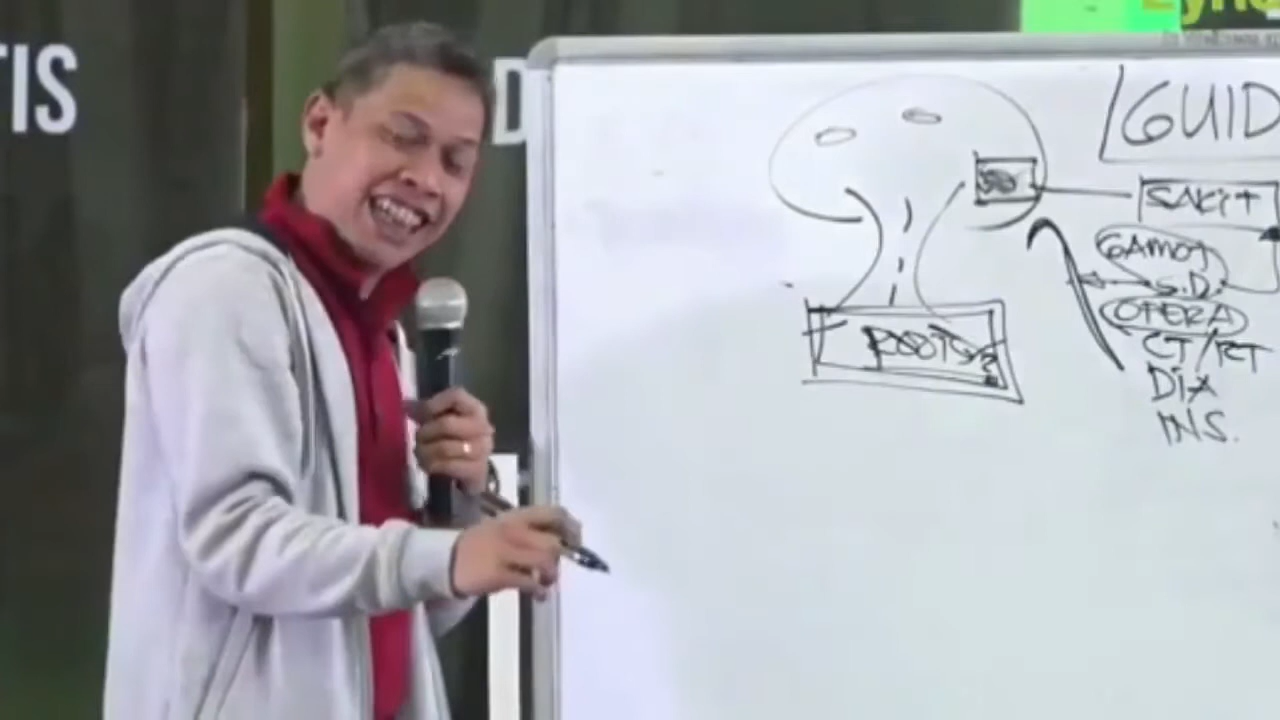 TIS
D
GUID
SAKIT
GAMOT
S.D.
OPERA
CT/RT
DIA
INS.
ROOTS?